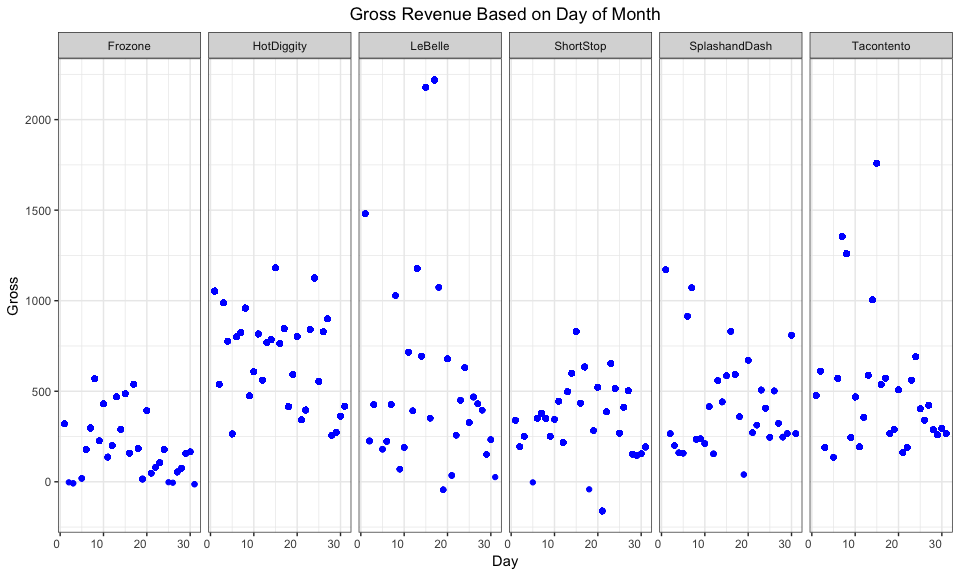 Gross Revenue Based on Day of Month
Frozone HotDiggity LeBelle ShortStop SplashandDash Tacontento
2000
1500
1000
500
0
Gross
0 10 20 30 0 10 20 30 0 10 20 30 0 10 20 30 0 10 20 30 0 10 20 30
Day